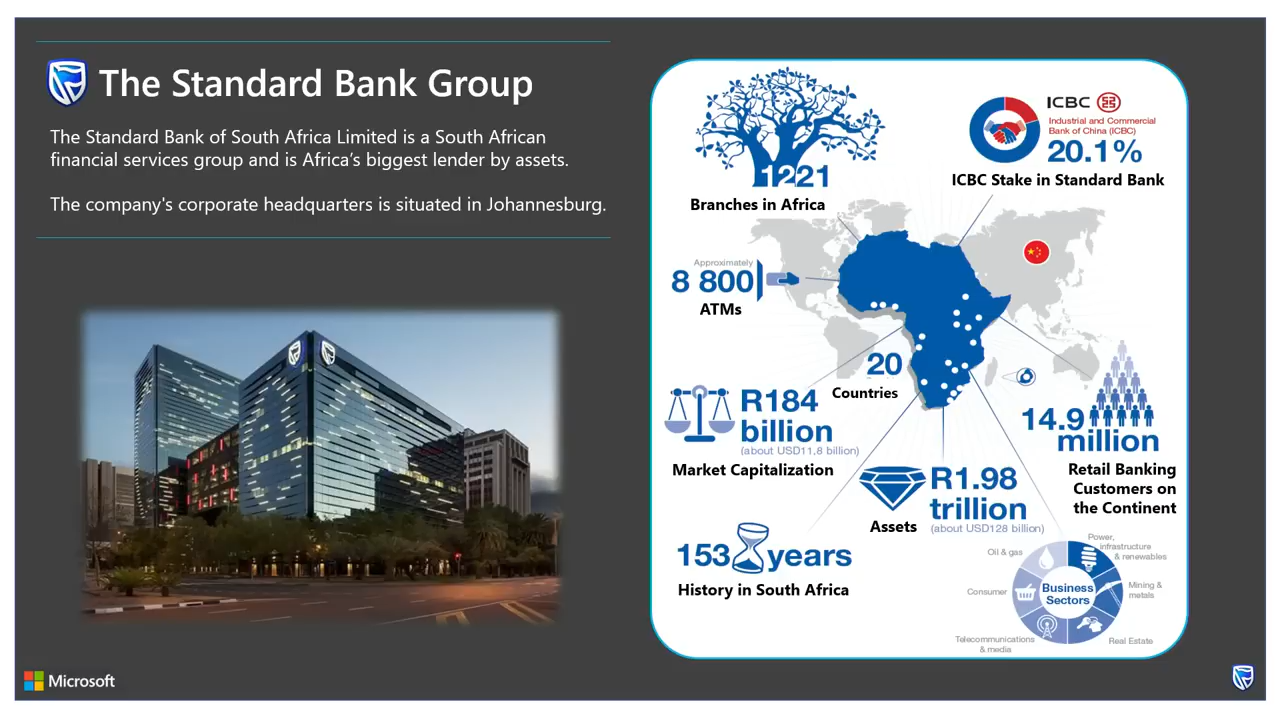 The Standard Bank Group
The Standard Bank of South Africa Limited is a South African
financial services group and is Africa’s biggest lender by assets.
The company's corporate headquarters is situated in Johannesburg.
1221
Branches in Africa
ICBC
Industrial and Commercial
Bank of China (ICBC)
20.1%
ICBC Stake in Standard Bank
Approximately
8 800
ATMs
20
Countries
R184
billion
(about USD11,8 billion)
Market Capitalization
14.9
million
Retail Banking
Customers on
the Continent
R1.98
trillion
(about USD128 billion)
Assets
153 years
History in South Africa
Business
Sectors
Power,
infrastructure
& renewables
Mining &
metals
Real Estate
Telecommunications
& media
Consumer
Oil & gas
Microsoft